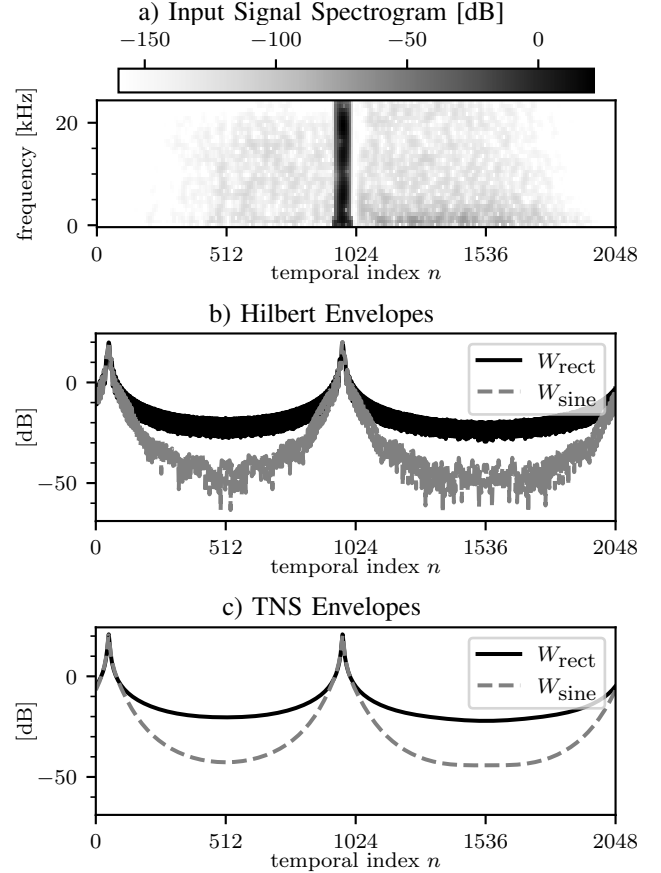 a) Input Signal Spectrogram [dB]
−150 −100 −50 0
frequency [kHz]
20
0
0 512 1024 1536 2048
temporal index n
b) Hilbert Envelopes
[dB]
0
−50
W_rect
W_sine
0 512 1024 1536 2048
temporal index n
c) TNS Envelopes
[dB]
0
−50
W_rect
W_sine
0 512 1024 1536 2048
temporal index n